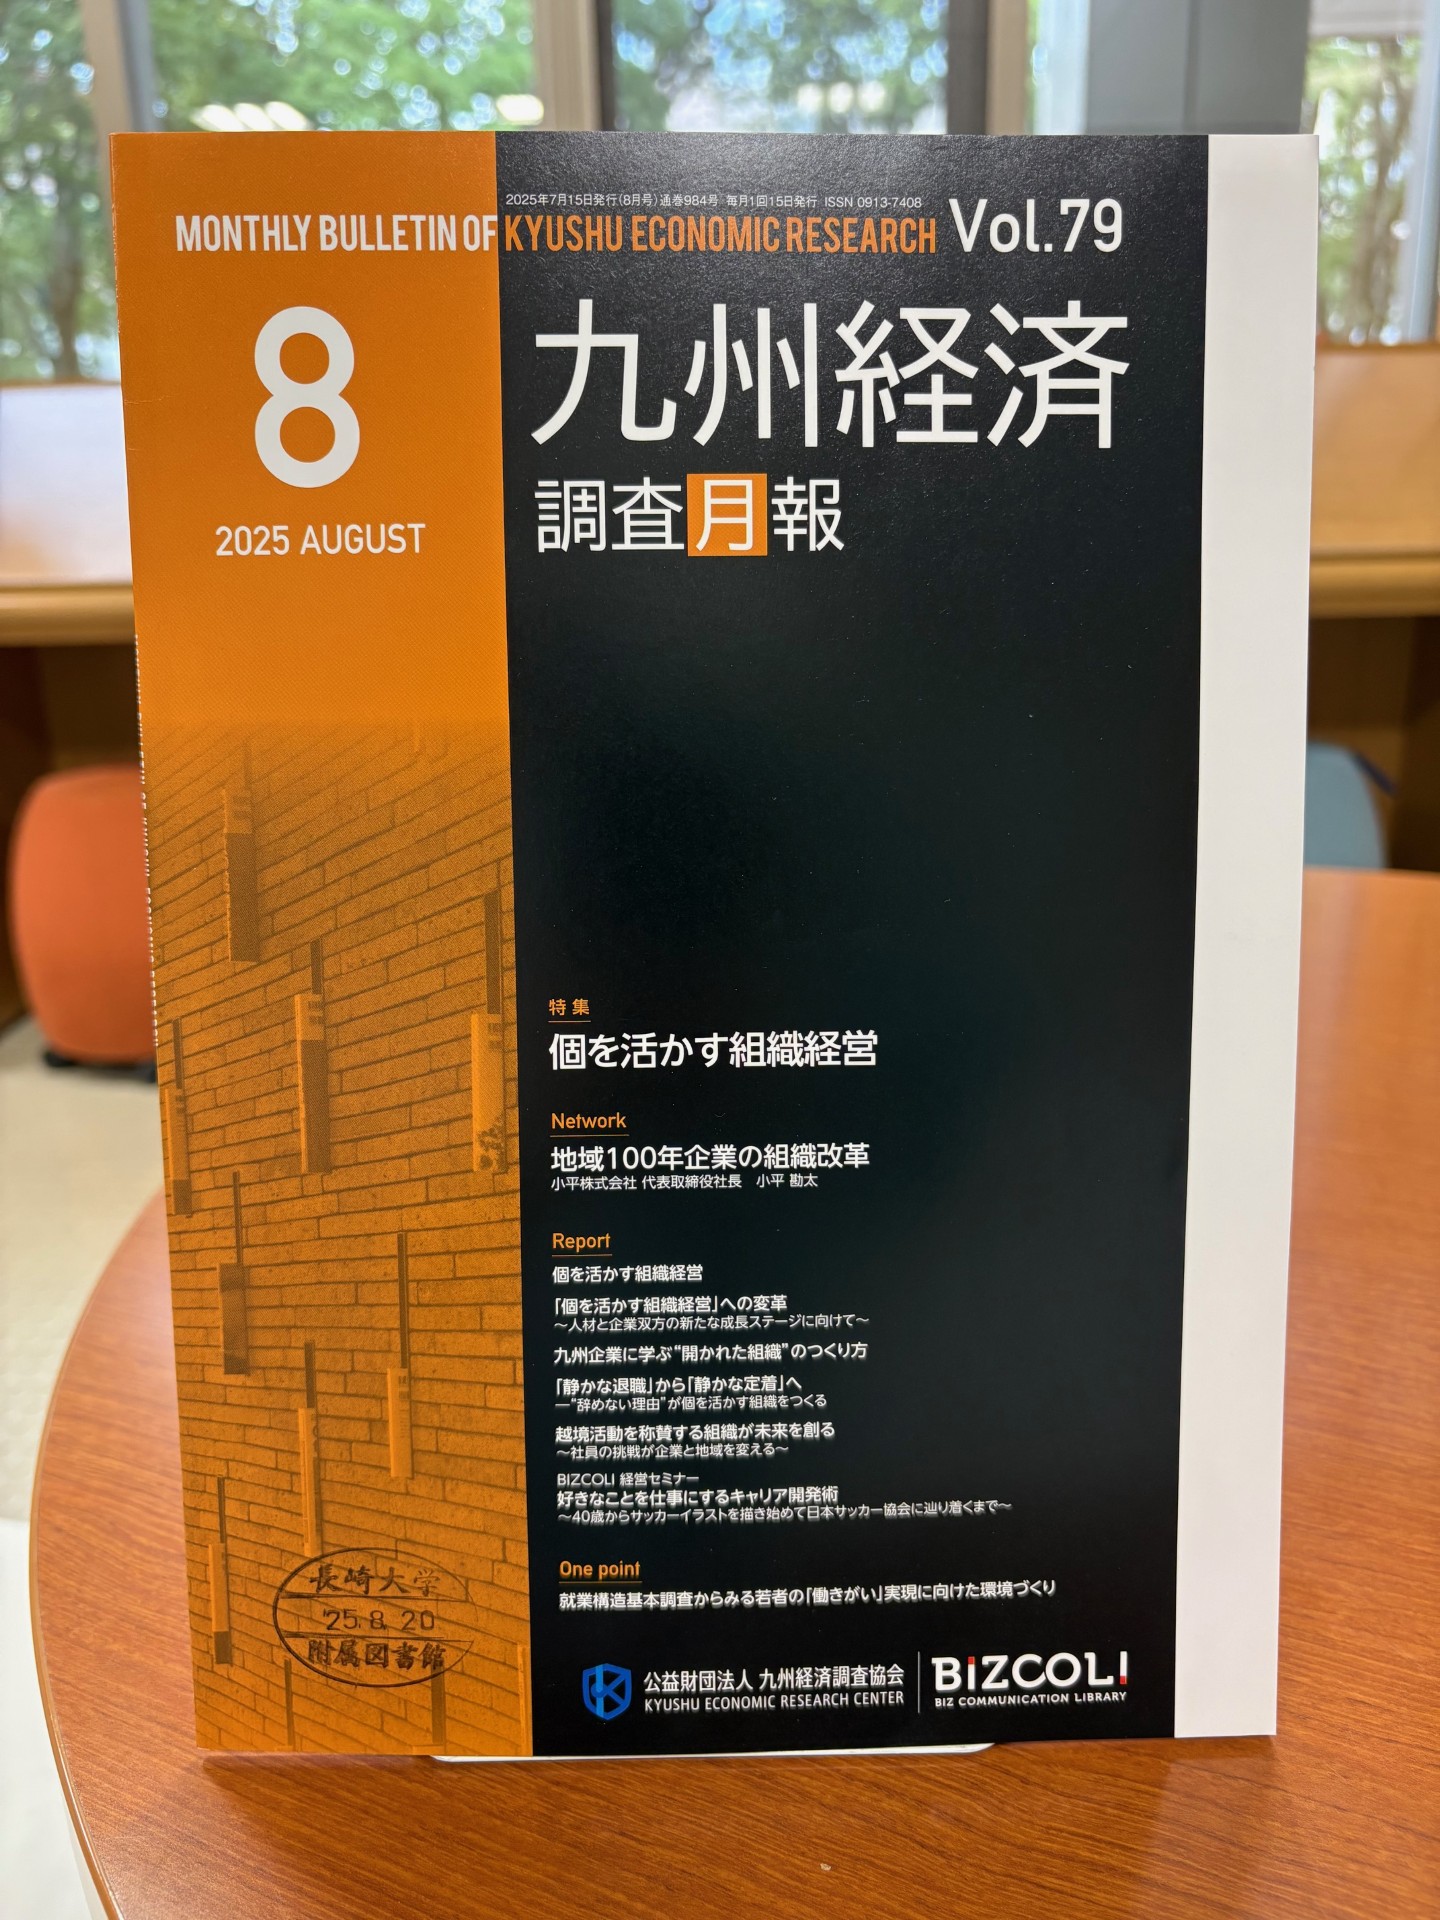 2025年7月15日発行(8月号)通巻984号 毎月1回15日発行 ISSN 0913-7408
MONTHLY BULLETIN OF KYUSHU ECONOMIC RESEARCH Vol.79
8
2025 AUGUST
九州経済
調査月報
特集
個を活かす組織経営
Network
地域100年企業の組織改革
小平株式会社 代表取締役社長 小平 勘太
Report
個を活かす組織経営
「個を活かす組織経営」への変革
～人材と企業双方の新たな成長ステージに向けて～
九州企業に学ぶ“開かれた組織”のつくり方
「静かな退職」から「静かな定着」へ
―“辞めない理由”が個を活かす組織をつくる
越境活動を称賛する組織が未来を創る
～社員の挑戦が企業と地域を変える～
BIZCOLI 経営セミナー
好きなことを仕事にするキャリア開発術
～40歳からサッカーイラストを描き始めて日本サッカー協会に辿り着くまで～
One point
就業構造基本調査からみる若者の「働きがい」実現に向けた環境づくり
長崎大学
'25.8.20
附属図書館
公益財団法人 九州経済調査協会
KYUSHU ECONOMIC RESEARCH CENTER
BIZCOLI
BIZ COMMUNICATION LIBRARY